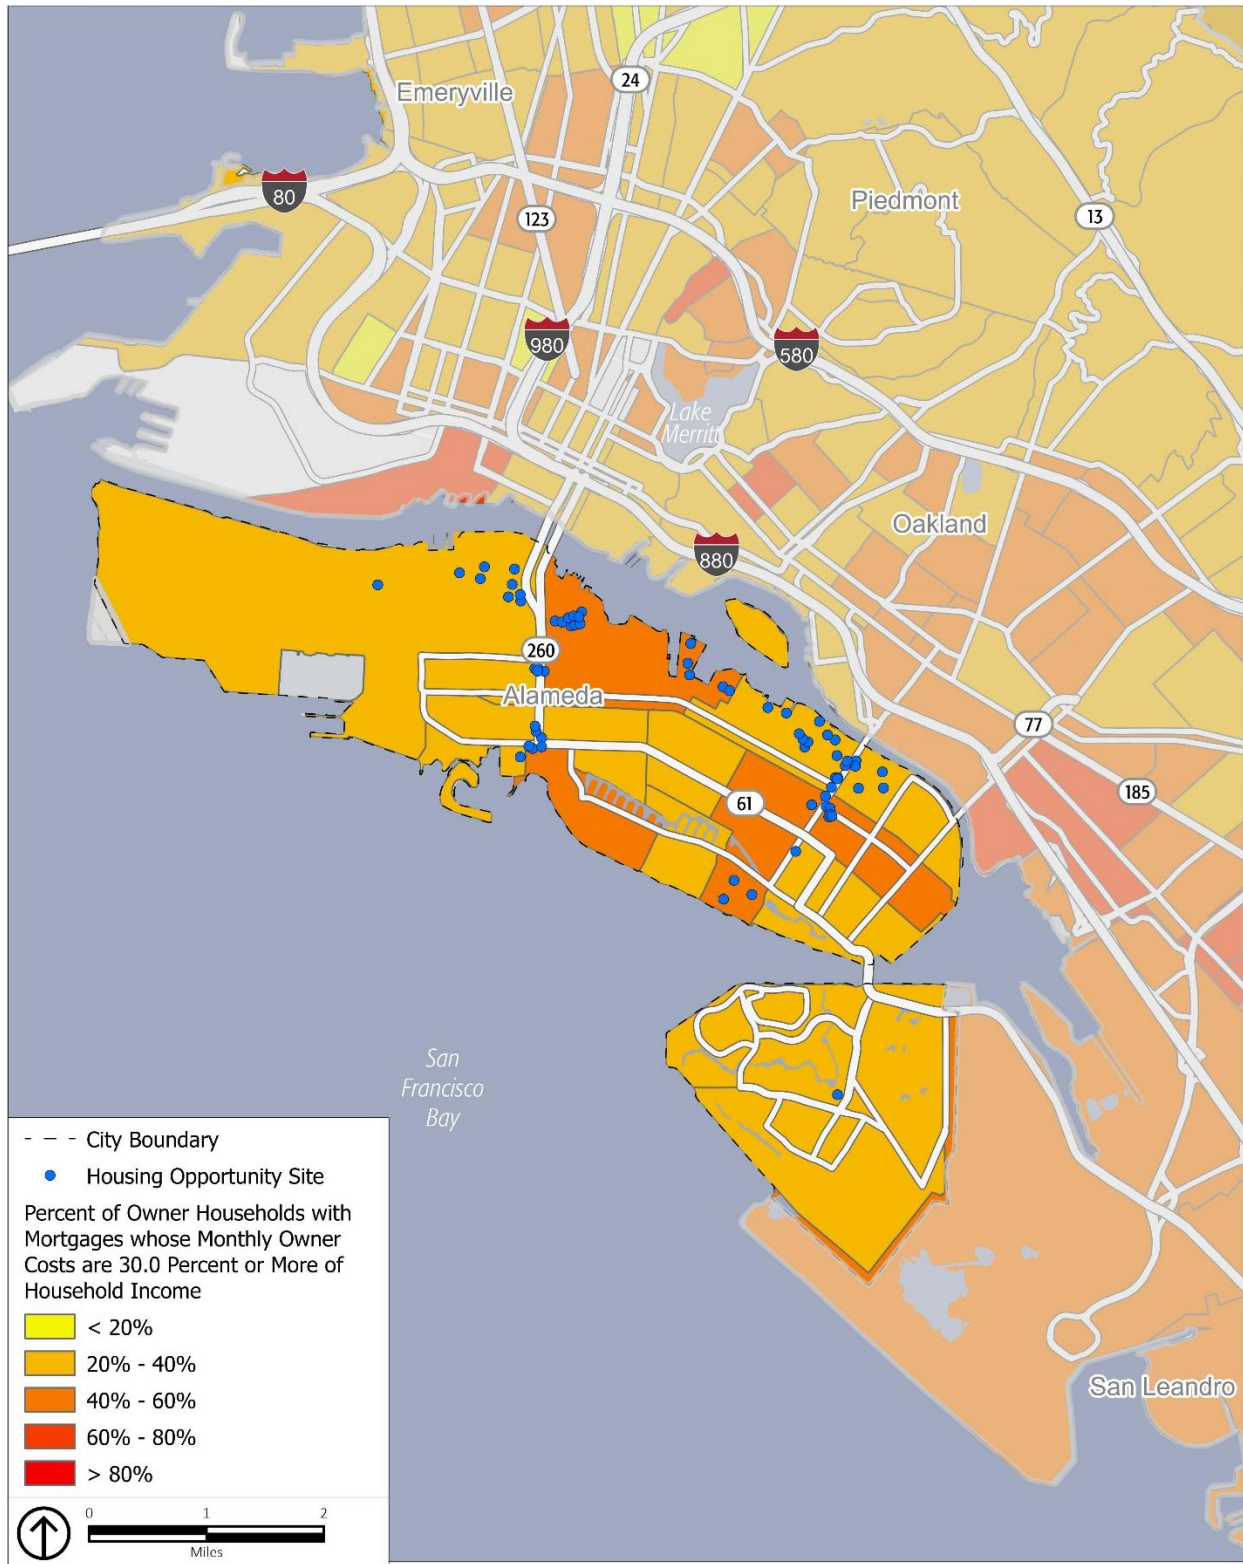 Emeryville
24
80
123
Piedmont
13
980
580
Lake
Merritt
Oakland
880
260
Alameda
77
61
185
San
Francisco
Bay
San Leandro
City Boundary
Housing Opportunity Site
Percent of Owner Households with
Mortgages whose Monthly Owner
Costs are 30.0 Percent or More of
Household Income
< 20%
20% - 40%
40% - 60%
60% - 80%
> 80%
0 1 2
Miles